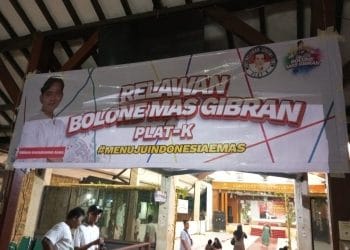 RELAWAN
BOLONE MAS GIBRAN
PLAT-K
#MENUJUINDONESIAEMAS